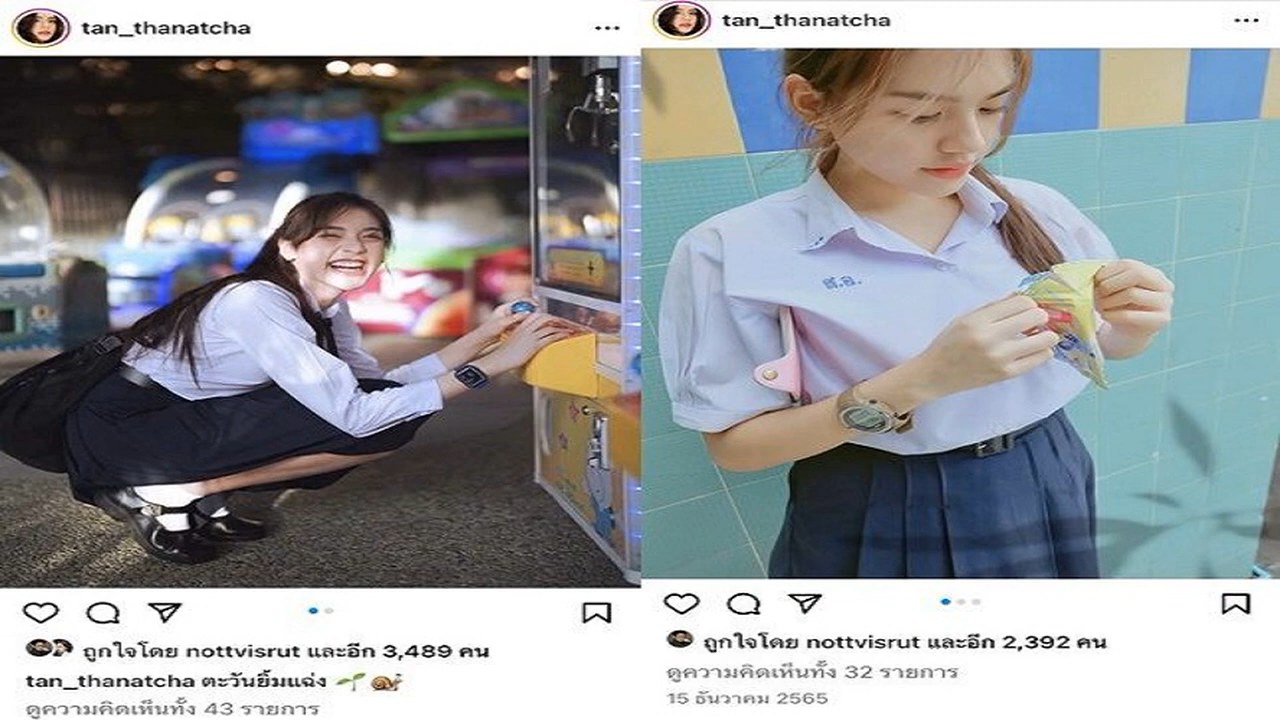 tan_thanatcha
ถูกใจโดย nottvisrut และอีก 3,489 คน
tan_thanatcha ตะวันยิ้มแฉ่ง 🌱 🐌
ดูความคิดเห็นทั้ง 43 รายการ
tan_thanatcha
ส.อ.
ถูกใจโดย nottvisrut และอีก 2,392 คน
ดูความคิดเห็นทั้ง 32 รายการ
15 ธันวาคม 2565